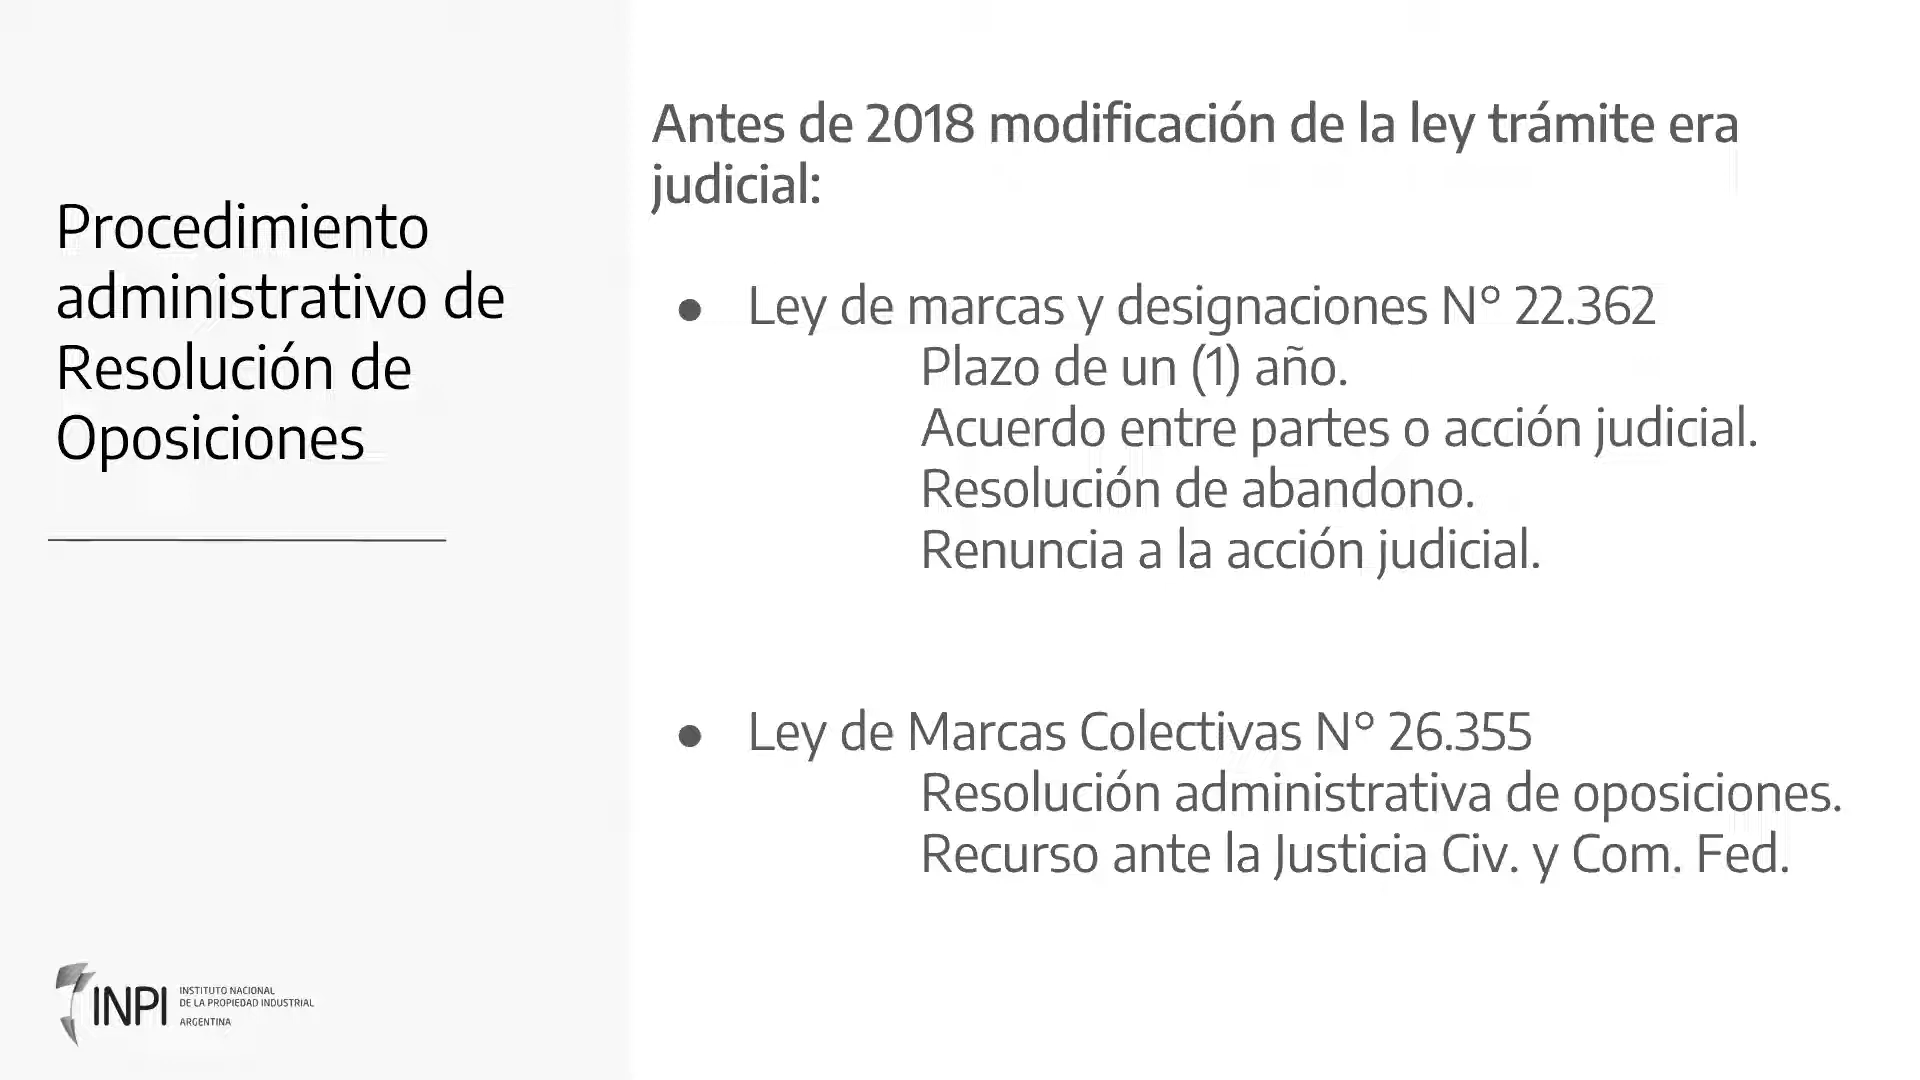 Procedimiento
administrativo de
Resolución de
Oposiciones
Antes de 2018 modificación de la ley trámite era
judicial:
● Ley de marcas y designaciones N° 22.362
Plazo de un (1) año.
Acuerdo entre partes o acción judicial.
Resolución de abandono.
Renuncia a la acción judicial.
● Ley de Marcas Colectivas N° 26.355
Resolución administrativa de oposiciones.
Recurso ante la Justicia Civ. y Com. Fed.
INPI
INSTITUTO NACIONAL
DE LA PROPIEDAD INDUSTRIAL
ARGENTINA